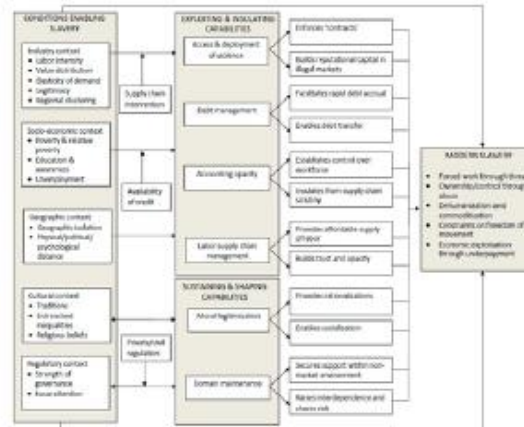 CONDITIONS ENABLING
SLAVERY
Industry context
Labor intensity
Value distribution
Elasticity of demand
Legitimacy
Regional clustering
Socio-economic context
Poverty & relative
poverty
Education &
awareness
Unemployment
Geographic context
Geographic isolation
Physical/political/
psychological
distance
Cultural context
Traditions
Entrenched
inequalities
Religious beliefs
Regulatory context
Strength of
governance
Supply chain
intervention
Availability
of credit
regulation
EXPLOITING & INSULATING
CAPABILITIES
Access & deployment
of violence
Debt management
Accounting opacity
Labor supply chain
management
SUSTAINING & SHAPING
CAPABILITIES
Moral legitimization
Domain maintenance
Enforces 'contracts'
Builds reputational capital in
illegal markets
Facilitates rapid debt accrual
Enables debt transfer
Establishes control over
workforce
Insulates from supply chain
scrutiny
Provides affordable supply
Builds trust and opacity
Provides rationalizations
Enables socialization
Secures support within non-
market environment
Raises interdependence and
shares risk
MODERN SLAVERY
Forced work through threat
Ownership/control through
abuse
Dehumanization and
commodification
Constraints on freedom of
movement
Economic exploitation
through underpayment